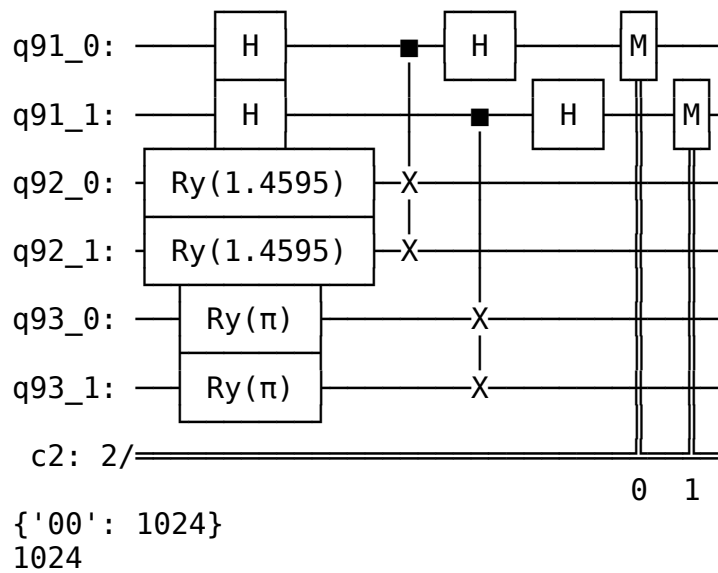 q91_0: H H M
q91_1: H H M
q92_0: Ry(1.4595) X
q92_1: Ry(1.4595) X
q93_0: Ry(π) X
q93_1: Ry(π) X
c2: 2/
0 1
{'00': 1024}
1024